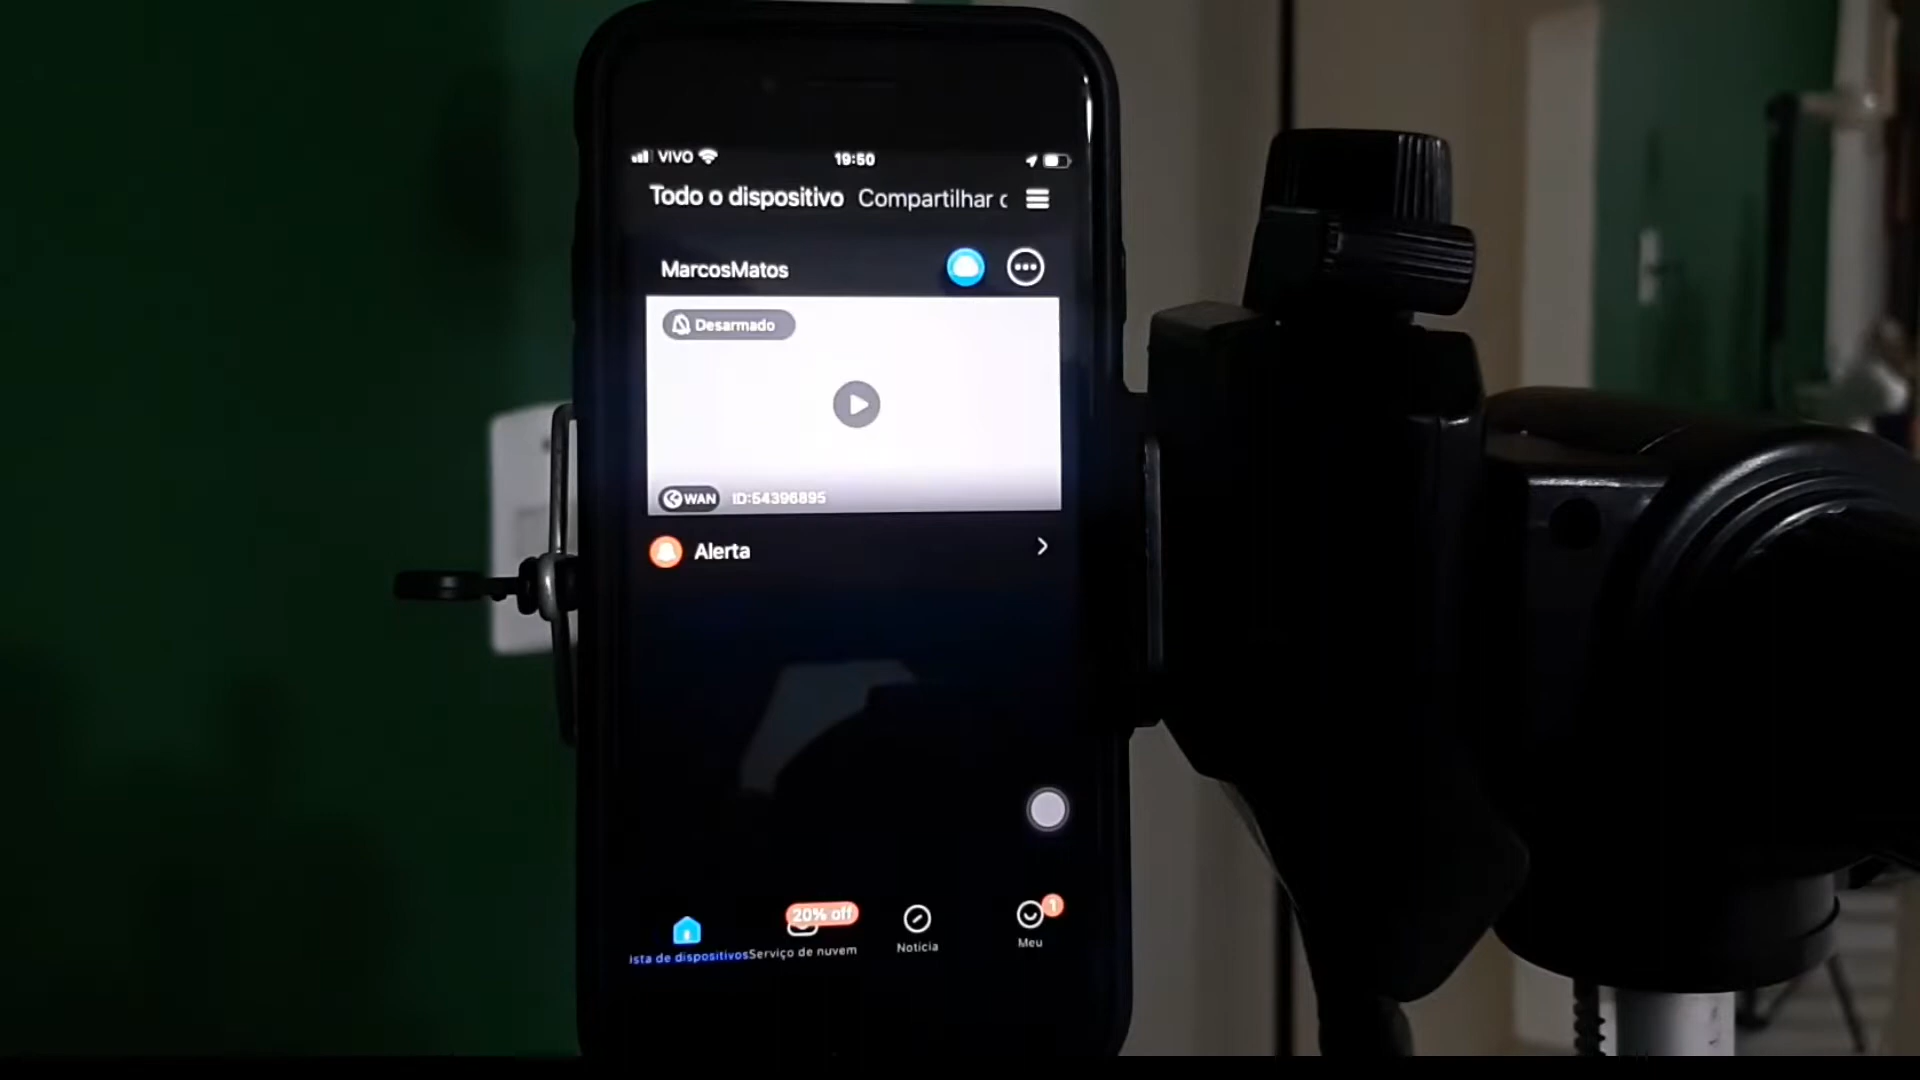 VIVO
19:50
Todo o dispositivo
Compartilhar c
MarcosMatos
Desarmado
WAN
ID:54396895
Alerta
20% off
1
ista de dispositivos
Serviço de nuvem
Notícia
Meu